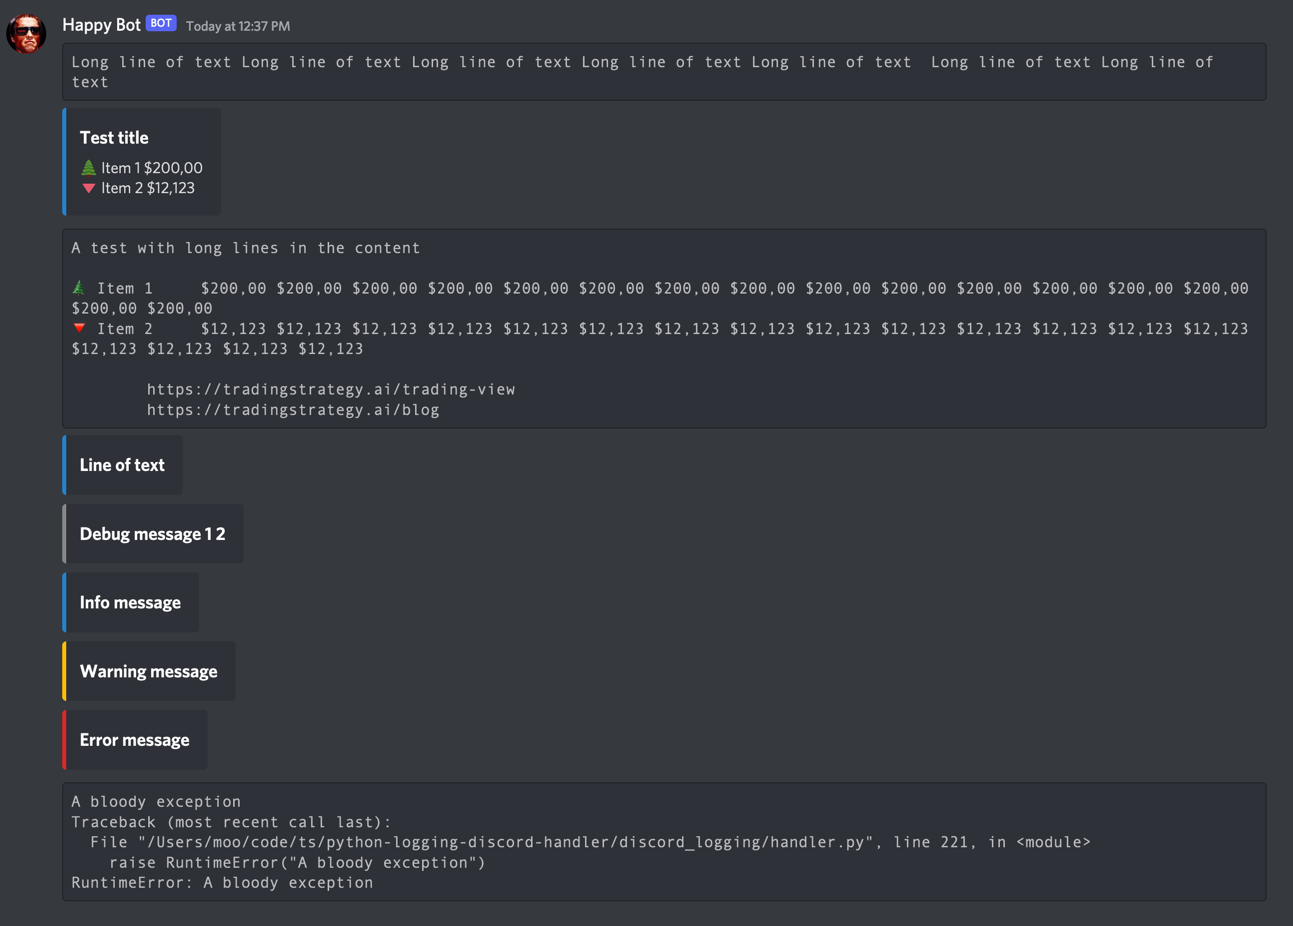 Happy Bot BOT Today at 12:37 PM
Long line of text Long line of text Long line of text Long line of text Long line of text  Long line of text Long line of
text
Test title
🌲 Item 1 $200,00
🔻 Item 2 $12,123
A test with long lines in the content
🌲 Item 1     $200,00 $200,00 $200,00 $200,00 $200,00 $200,00 $200,00 $200,00 $200,00 $200,00 $200,00 $200,00 $200,00 $200,00
$200,00 $200,00
🔻 Item 2     $12,123 $12,123 $12,123 $12,123 $12,123 $12,123 $12,123 $12,123 $12,123 $12,123 $12,123 $12,123 $12,123 $12,123
$12,123 $12,123 $12,123 $12,123
https://tradingstrategy.ai/trading-view
https://tradingstrategy.ai/blog
Line of text
Debug message 1 2
Info message
Warning message
Error message
A bloody exception
Traceback (most recent call last):
  File "/Users/moo/code/ts/python-logging-discord-handler/discord_logging/handler.py", line 221, in <module>
    raise RuntimeError("A bloody exception")
RuntimeError: A bloody exception